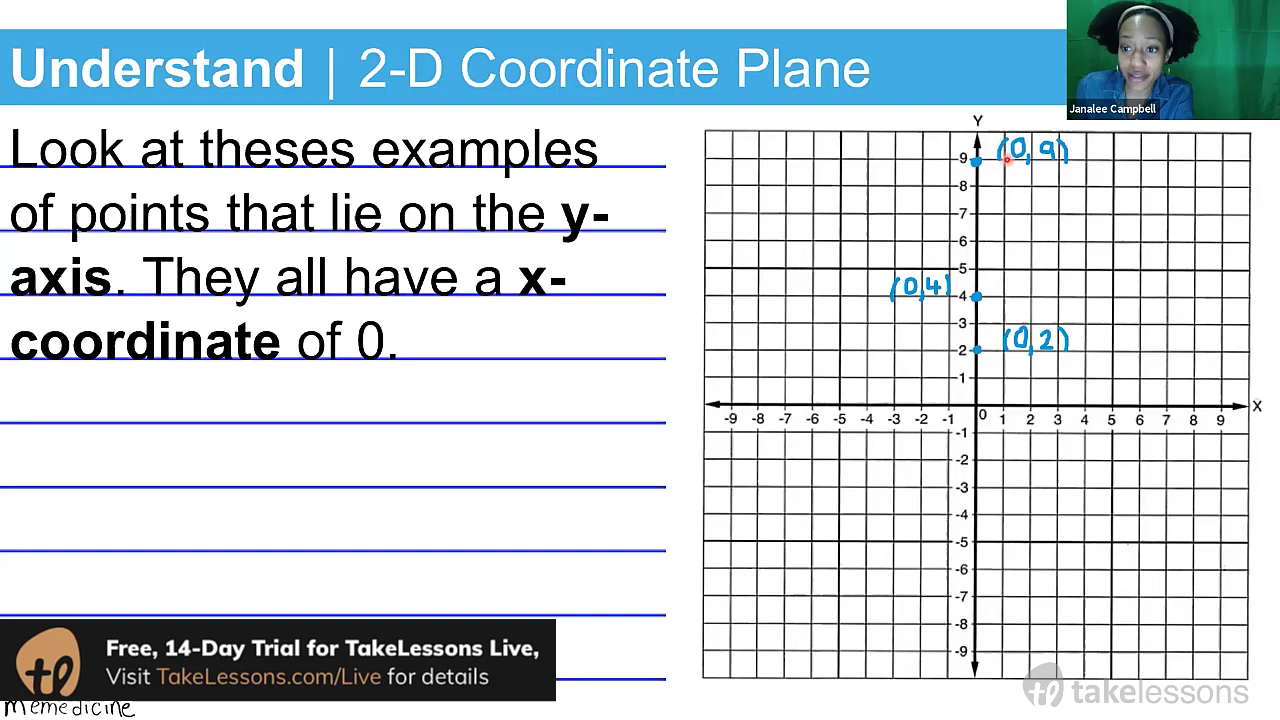 Understand | 2-D Coordinate Plane
Janalee Campbell
Look at theses examples
of points that lie on the y-
axis. They all have a x-
coordinate of 0.
Y
9
(0, 9)
8
7
6
5
(0,4)
4
3
(0,2)
2
1
X
-9 -8 -7 -6 -5 -4 -3 -2 -1 0 1 2 3 4 5 6 7 8 9
-1
-2
-3
-4
-5
-6
-7
-8
-9
Free, 14-Day Trial for TakeLessons Live,
Visit TakeLessons.com/Live for details
tl
memedicine
tl takelessons